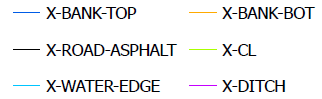 X-BANK-TOP X-BANK-BOT
X-ROAD-ASPHALT X-CL
X-WATER-EDGE X-DITCH